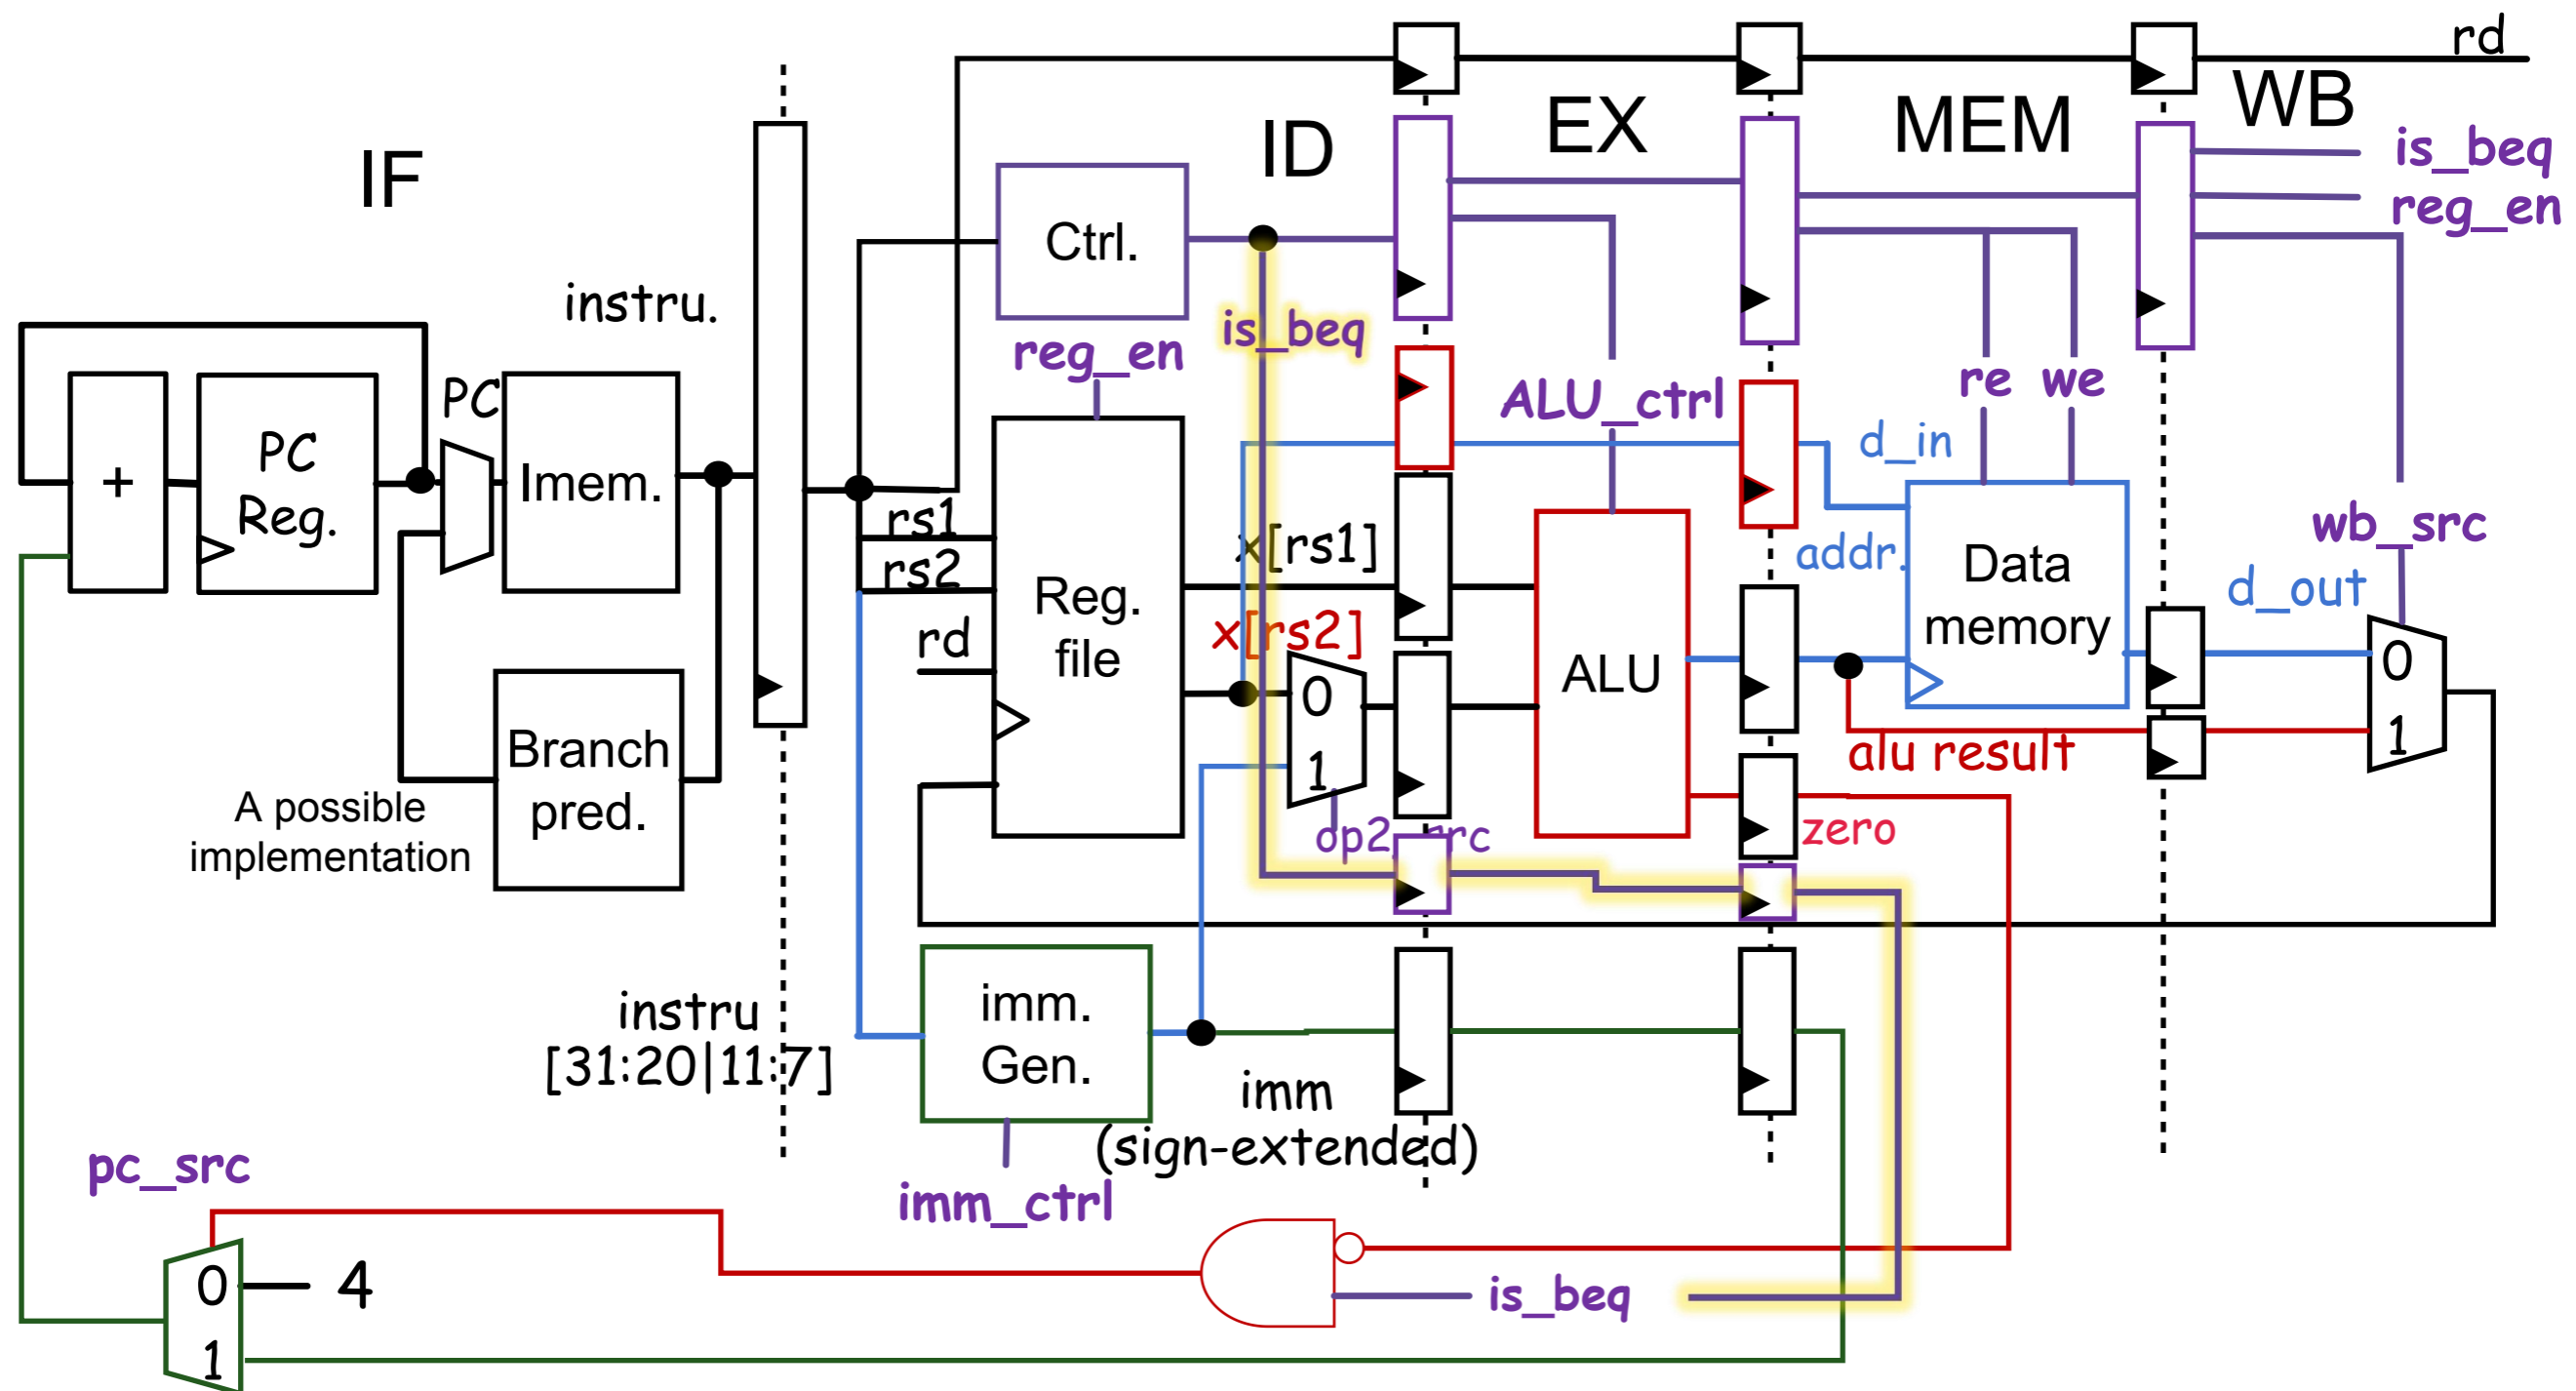 rd
WB
EX
MEM
ID
IF
is_beq
reg_en
Ctrl.
instru.
is_beq
reg_en
PC
ALU_ctrl
re we
d_in
+
PC
Reg.
Imem.
rs1
rs2
rd
Reg.
file
x[rs1]
x[rs2]
0
1
op2_src
ALU
addr.
Data
memory
wb_src
d_out
0
1
alu result
zero
Branch
pred.
A possible
implementation
instru
[31:20|11:7]
imm.
Gen.
imm
(sign-extended)
imm_ctrl
pc_src
0
4
1
is_beq